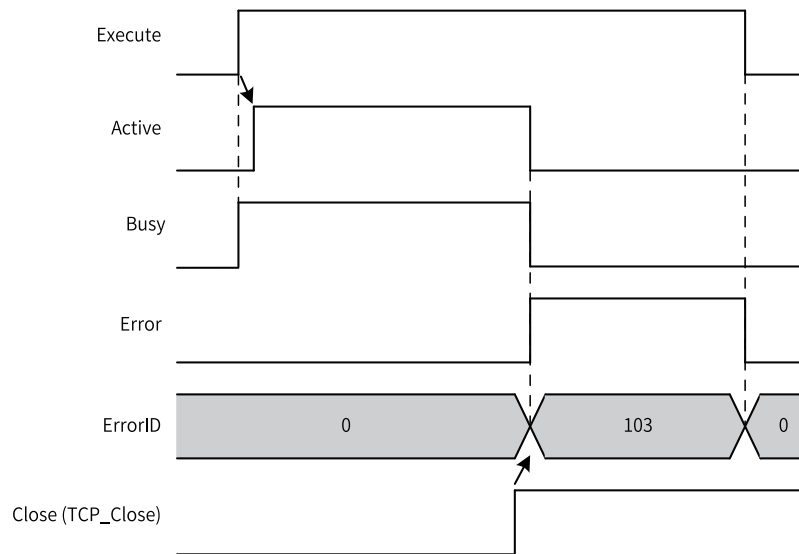 Execute
Active
Busy
Error
ErrorID 0 103 0
Close (TCP_Close)